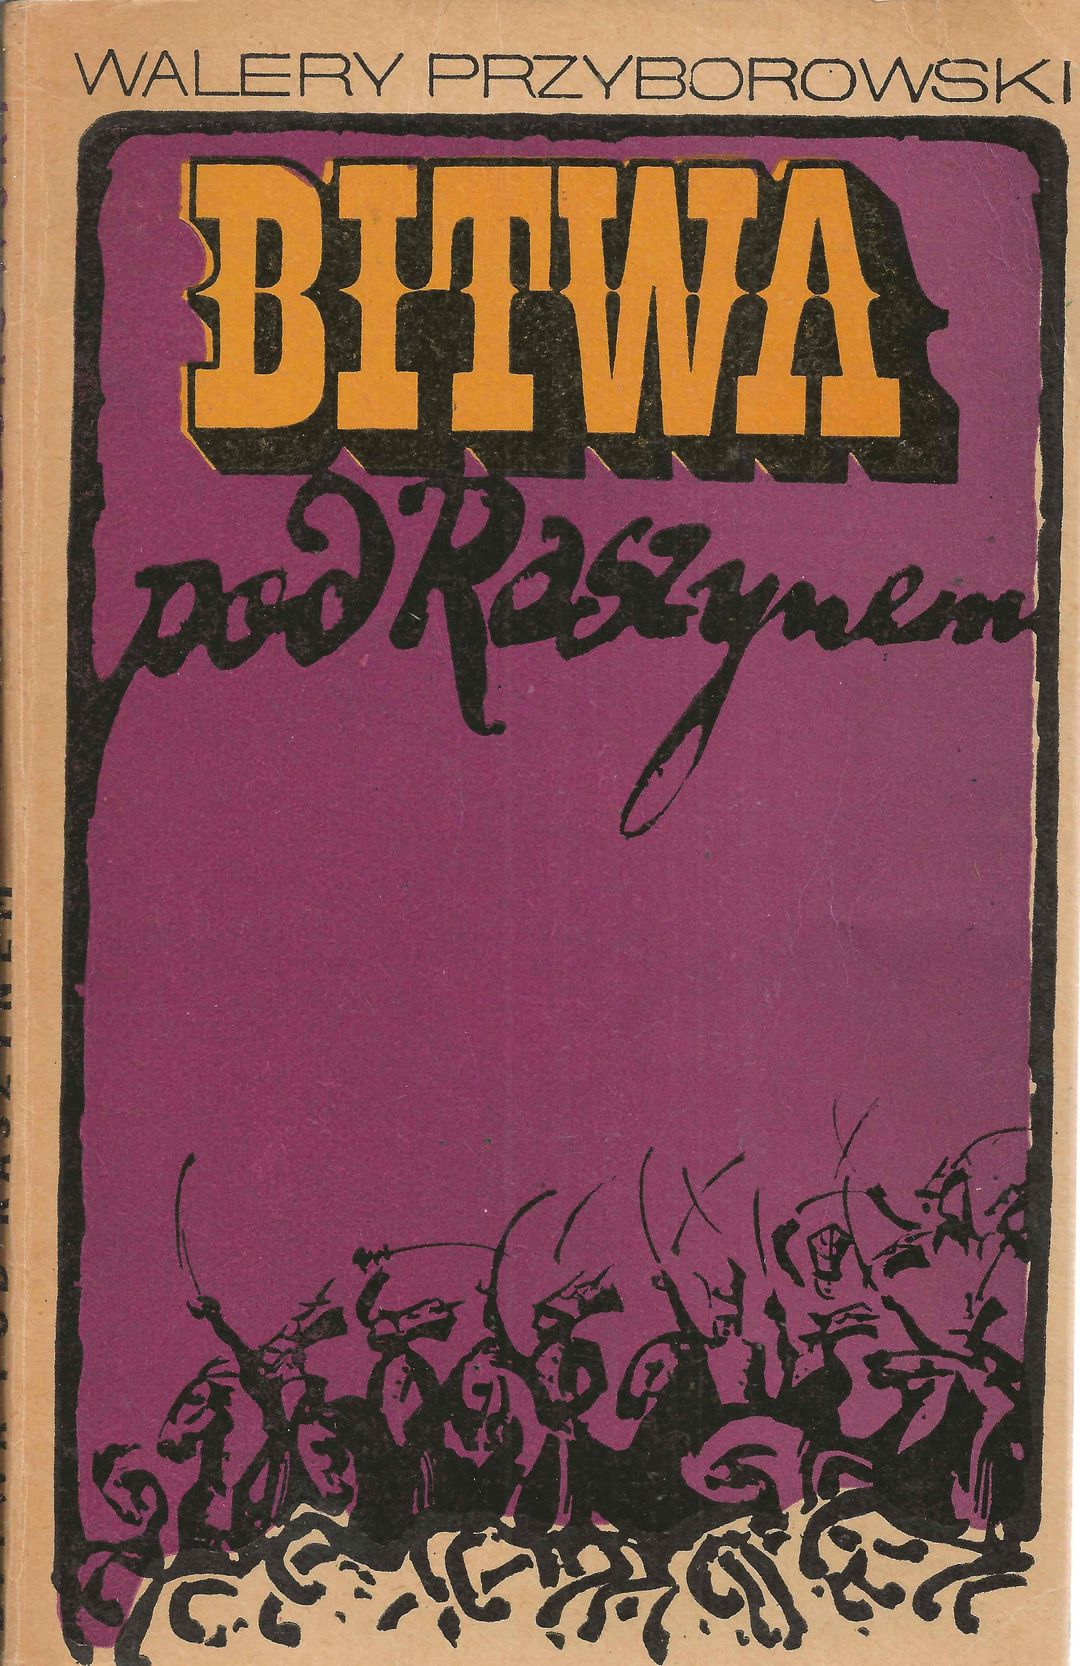 WALERY PRZYBOROWSKI
BITWA
pod Raszynem